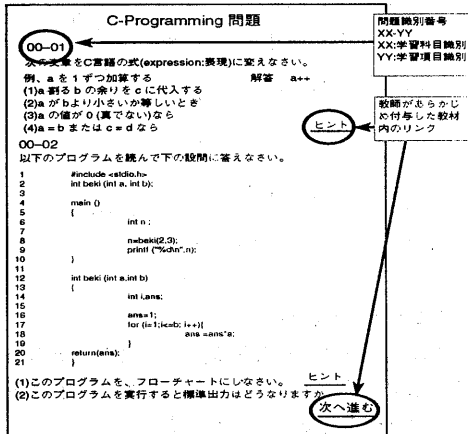 C-Programming 問題
00-01
次の文章をC言語の式(expression:表現)に変えなさい。
例、a を 1 ずつ加算する 解答 a++
(1)a 割る b の余りを c に代入する
(2)a が b より小さいか等しいとき
(3)a の値が 0 (真でない)なら
(4)a = b または c = d なら
ヒント
00-02
以下のプログラムを読んで下の設問に答えなさい。
1 #include <stdio.h>
2 int beki (int a, int b);
3
4 main ()
5 {
6 int n ;
7
8 n=beki(2,3);
9 printf ("%d\n",n);
10 }
11
12 int beki (int a,int b)
13 {
14 int i,ans;
15
16 ans=1;
17 for (i=1;i<=b; i++){
18 ans =ans*a;
19 }
20 return(ans);
21 }
(1)このプログラムを、フローチャートにしなさい。 ヒント
(2)このプログラムを実行すると標準出力はどうなりますか
次へ進む
問題識別番号
XX-YY
XX:学習科目識別
YY:学習項目識別
教師があらかじ
め付与した教材
内のリンク